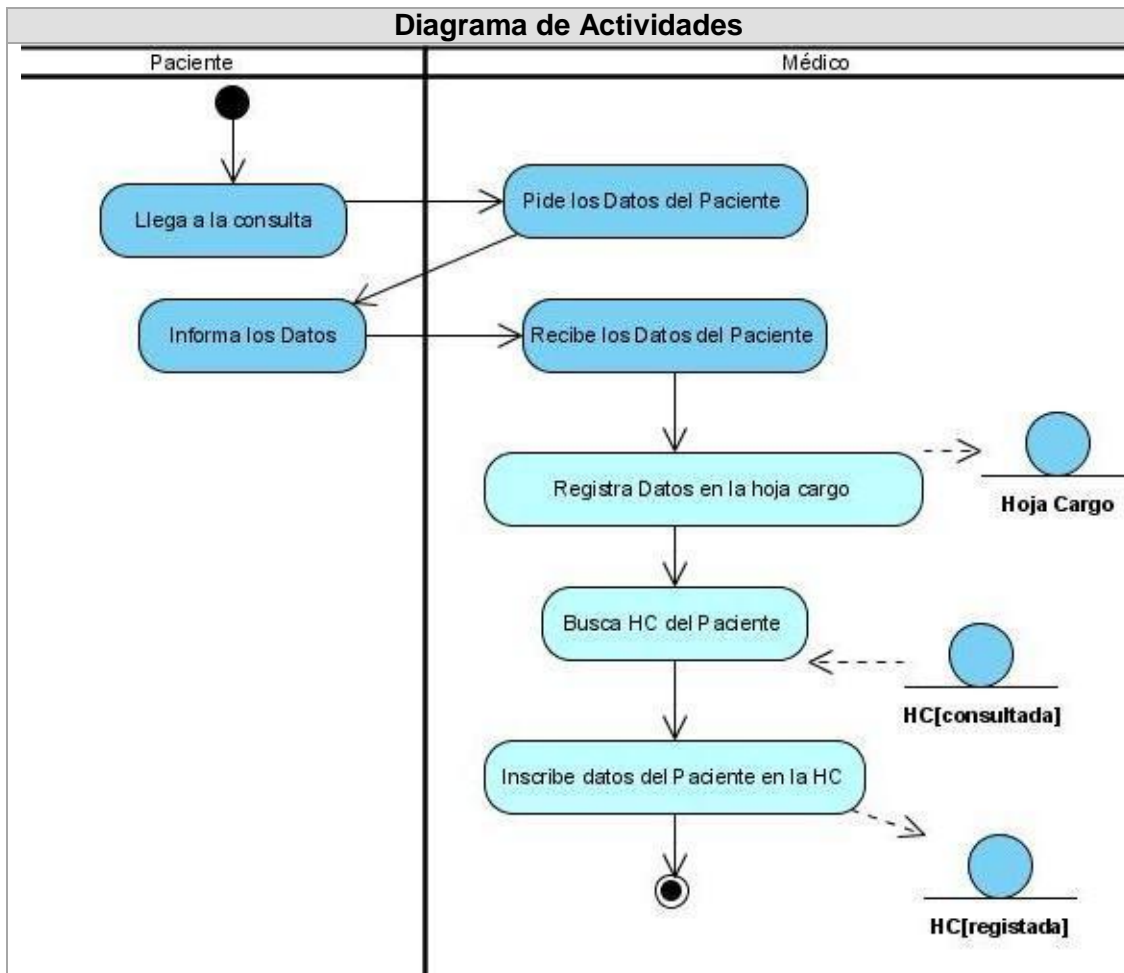 Diagrama de Actividades
Paciente
Médico
Llega a la consulta
Pide los Datos del Paciente
Informa los Datos
Recibe los Datos del Paciente
Registra Datos en la hoja cargo
Hoja Cargo
Busca HC del Paciente
HC[consultada]
Inscribe datos del Paciente en la HC
HC[registada]